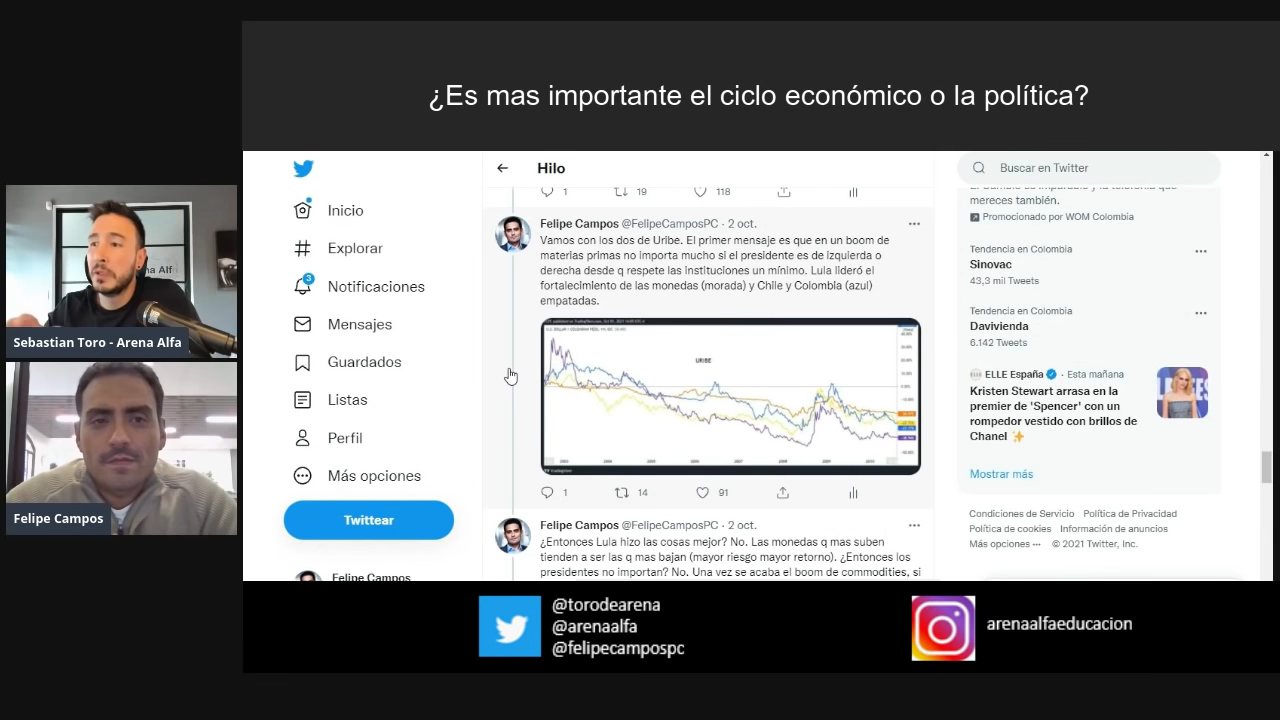 ¿Es mas importante el ciclo económico o la política?
Sebastian Toro - Arena Alfa
Felipe Campos
Inicio
Explorar
3
Notificaciones
Mensajes
Guardados
Listas
Perfil
Más opciones
Twittear
Felipe Campos
Hilo
1 19 118
Felipe Campos @FelipeCamposPC · 2 oct.
Vamos con los dos de Uribe. El primer mensaje es que en un boom de
materias primas no importa mucho si el presidente es de izquierda o
derecha desde q respete las instituciones un mínimo. Lula lideró el
fortalecimiento de las monedas (morada) y Chile y Colombia (azul)
empatadas.
URIBE
1 14 91
Felipe Campos @FelipeCamposPC · 2 oct.
¿Entonces Lula hizo las cosas mejor? No. Las monedas q mas suben
tienden a ser las q mas bajan (mayor riesgo mayor retorno). ¿Entonces los
presidentes no importan? No. Una vez se acaba el boom de commodities, si
Buscar en Twitter
mereces también.
Promocionado por WOM Colombia
Tendencia en Colombia
Sinovac
43,3 mil Tweets
Tendencia en Colombia
Davivienda
6.142 Tweets
ELLE España · Esta mañana
Kristen Stewart arrasa en la
premier de 'Spencer' con un
rompedor vestido con brillos de
Chanel ✨
Mostrar más
Condiciones de Servicio Política de Privacidad
Política de cookies Información de anuncios
Más opciones ··· © 2021 Twitter, Inc.
@torodearena
@arenaalfa
@felipecampospc
arenaalfaeducacion